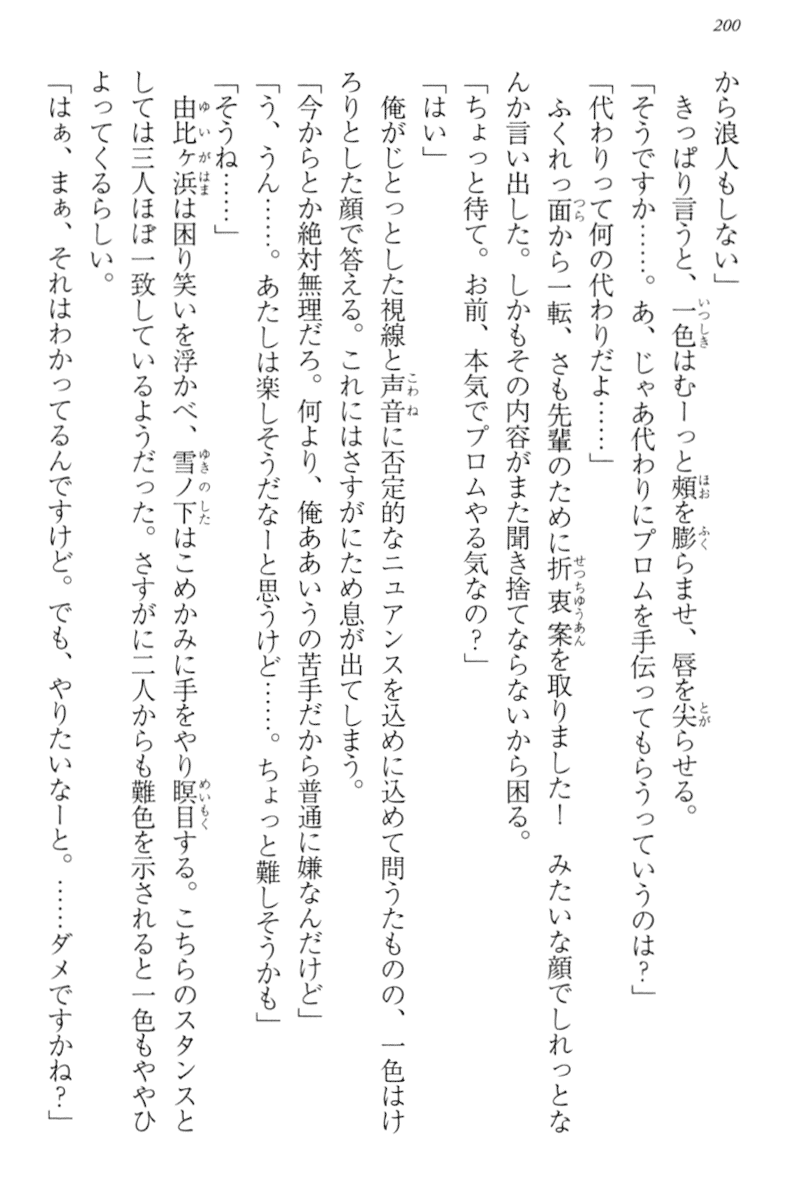 200
から浪人もしない」
　きっぱり言うと、一色はむーっと頰を膨らませ、唇を尖らせる。
「そうですか……。あ、じゃあ代わりにプロムを手伝ってもらうっていうのは？」
「代わりって何の代わりだよ……」
　ふくれっ面から一転、さも先輩のために折衷案を取りました！　みたいな顔でしれっとな
んか言い出した。しかもその内容がまた聞き捨てならないから困る。
「ちょっと待て。お前、本気でプロムやる気なの？」
「はい」
　俺がじとっとした視線と声音に否定的なニュアンスを込めに込めて問うたものの、一色はけ
ろりとした顔で答える。これにはさすがにため息が出てしまう。
「今からとか絶対無理だろ。何より、俺ああいうの苦手だから普通に嫌なんだけど」
「う、うん……。あたしは楽しそうだなーと思うけど……。ちょっと難しそうかも」
「そうね……」
　由比ヶ浜は困り笑いを浮かべ、雪ノ下はこめかみに手をやり瞑目する。こちらのスタンスと
しては三人ほぼ一致しているようだった。さすがに二人からも難色を示されると一色もややひ
よってくるらしい。
「はぁ、まぁ、それはわかってるんですけど。でも、やりたいなーと。……ダメですかね？」